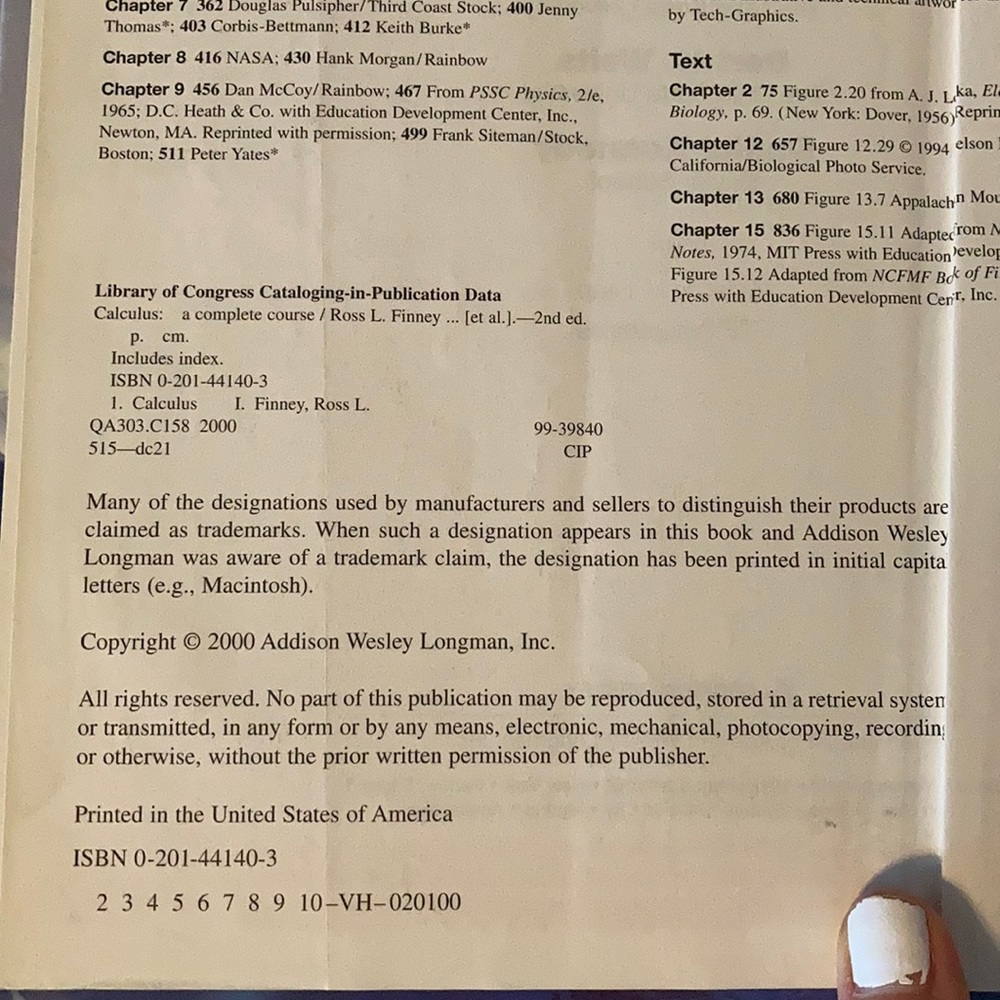 Chapter 7 362 Douglas Pulsipher/Third Coast Stock; 400 Jenny
Thomas*; 403 Corbis-Bettmann; 412 Keith Burke*
Chapter 8 416 NASA; 430 Hank Morgan/Rainbow
Chapter 9 456 Dan McCoy/Rainbow; 467 From PSSC Physics, 2/e,
1965; D.C. Heath & Co. with Education Development Center, Inc.,
Newton, MA. Reprinted with permission; 499 Frank Siteman/Stock,
Boston; 511 Peter Yates*
by Tech-Graphics.
Text
Chapter 2 75 Figure 2.20 from A. J.
Biology, p. 69. (New York: Dover, 1956) Reprin
Chapter 12 657 Figure 12.29 © 1994 elson
California/Biological Photo Service.
Chapter 13 680 Figure 13.7 Appalach n Mou
Chapter 15 836 Figure 15.11 Adapted from N
Notes, 1974, MIT Press with Education Develop
Figure 15.12 Adapted from NCFMF of Fi
Press with Education Development Inc.
Library of Congress Cataloging-in-Publication Data
Calculus: a complete course / Ross L. Finney ... [et al.].—2nd ed.
p. cm.
Includes index.
ISBN 0-201-44140-3
1. Calculus I. Finney, Ross L.
QA303.C158 2000 99-39840
515—dc21 CIP
Many of the designations used by manufacturers and sellers to distinguish their products are
claimed as trademarks. When such a designation appears in this book and Addison Wesley
Longman was aware of a trademark claim, the designation has been printed in initial capita
letters (e.g., Macintosh).
Copyright © 2000 Addison Wesley Longman, Inc.
All rights reserved. No part of this publication may be reproduced, stored in a retrieval system
or transmitted, in any form or by any means, electronic, mechanical, photocopying, recording
or otherwise, without the prior written permission of the publisher.
Printed in the United States of America
ISBN 0-201-44140-3
2 3 4 5 6 7 8 9 10–VH–020100